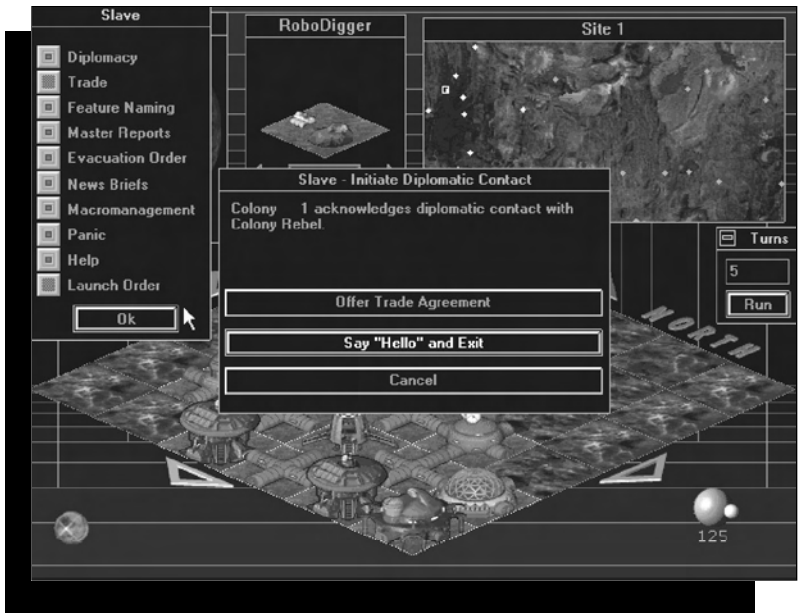 Slave
Diplomacy
Trade
Feature Naming
Master Reports
Evacuation Order
News Briefs
Macromanagement
Panic
Help
Launch Order
Ok
RoboDigger
Site 1
Slave - Initiate Diplomatic Contact
Colony 1 acknowledges diplomatic contact with
Colony Rebel.
Offer Trade Agreement
Say "Hello" and Exit
Cancel
Turns
5
Run
NORTH
125